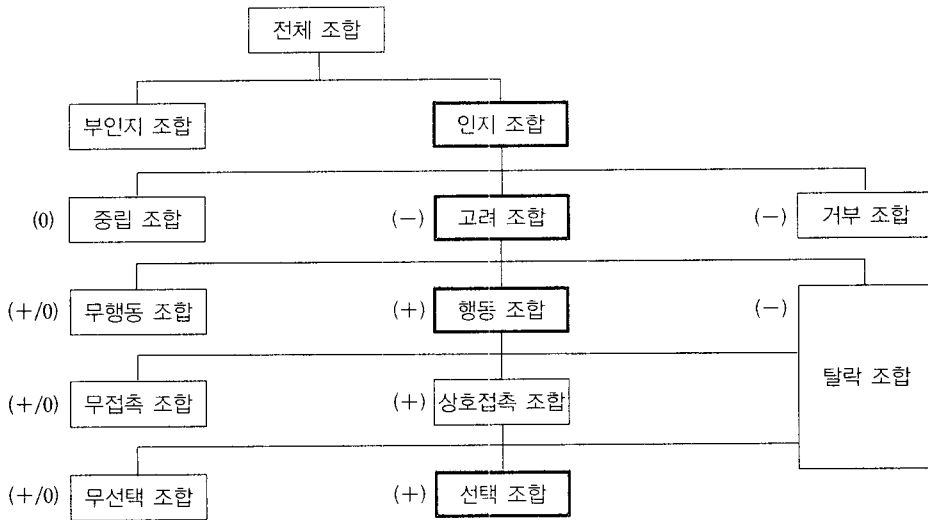 전체 조합
부인지 조합
인지 조합
(0) 중립 조합
(−) 고려 조합
(−) 거부 조합
(+/0) 무행동 조합
(+) 행동 조합
(−)
탈락 조합
(+/0) 무접촉 조합
(+) 상호접촉 조합
(+/0) 무선택 조합
(+) 선택 조합